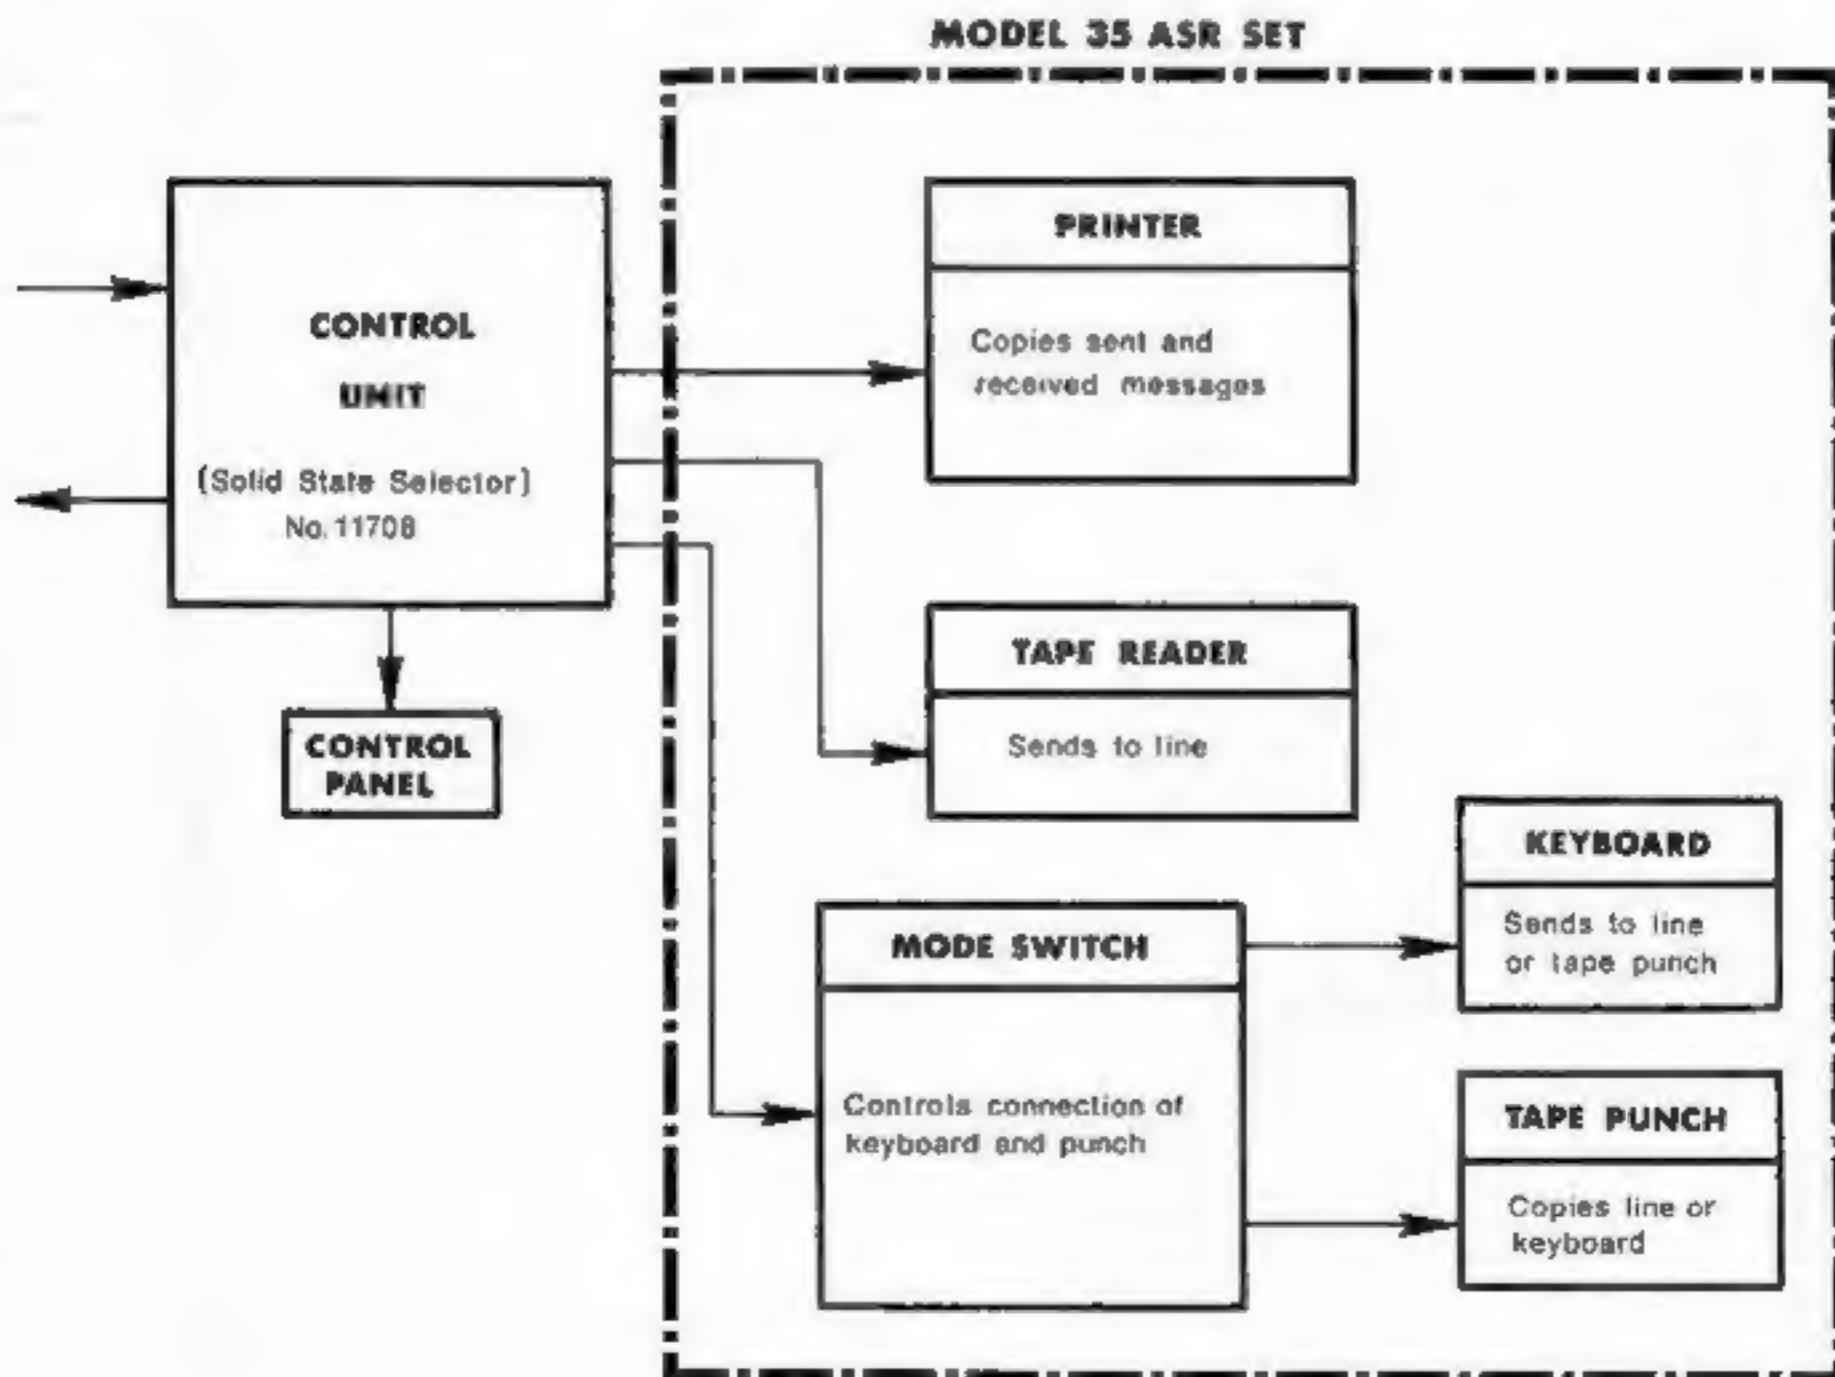 MODEL 35 ASR SET
CONTROL
UNIT
(Solid State Selector)
No. 11708
CONTROL
PANEL
PRINTER
Copies sent and
received messages
TAPE READER
Sends to line
MODE SWITCH
Controls connection of
keyboard and punch
KEYBOARD
Sends to line
or tape punch
TAPE PUNCH
Copies line or
keyboard